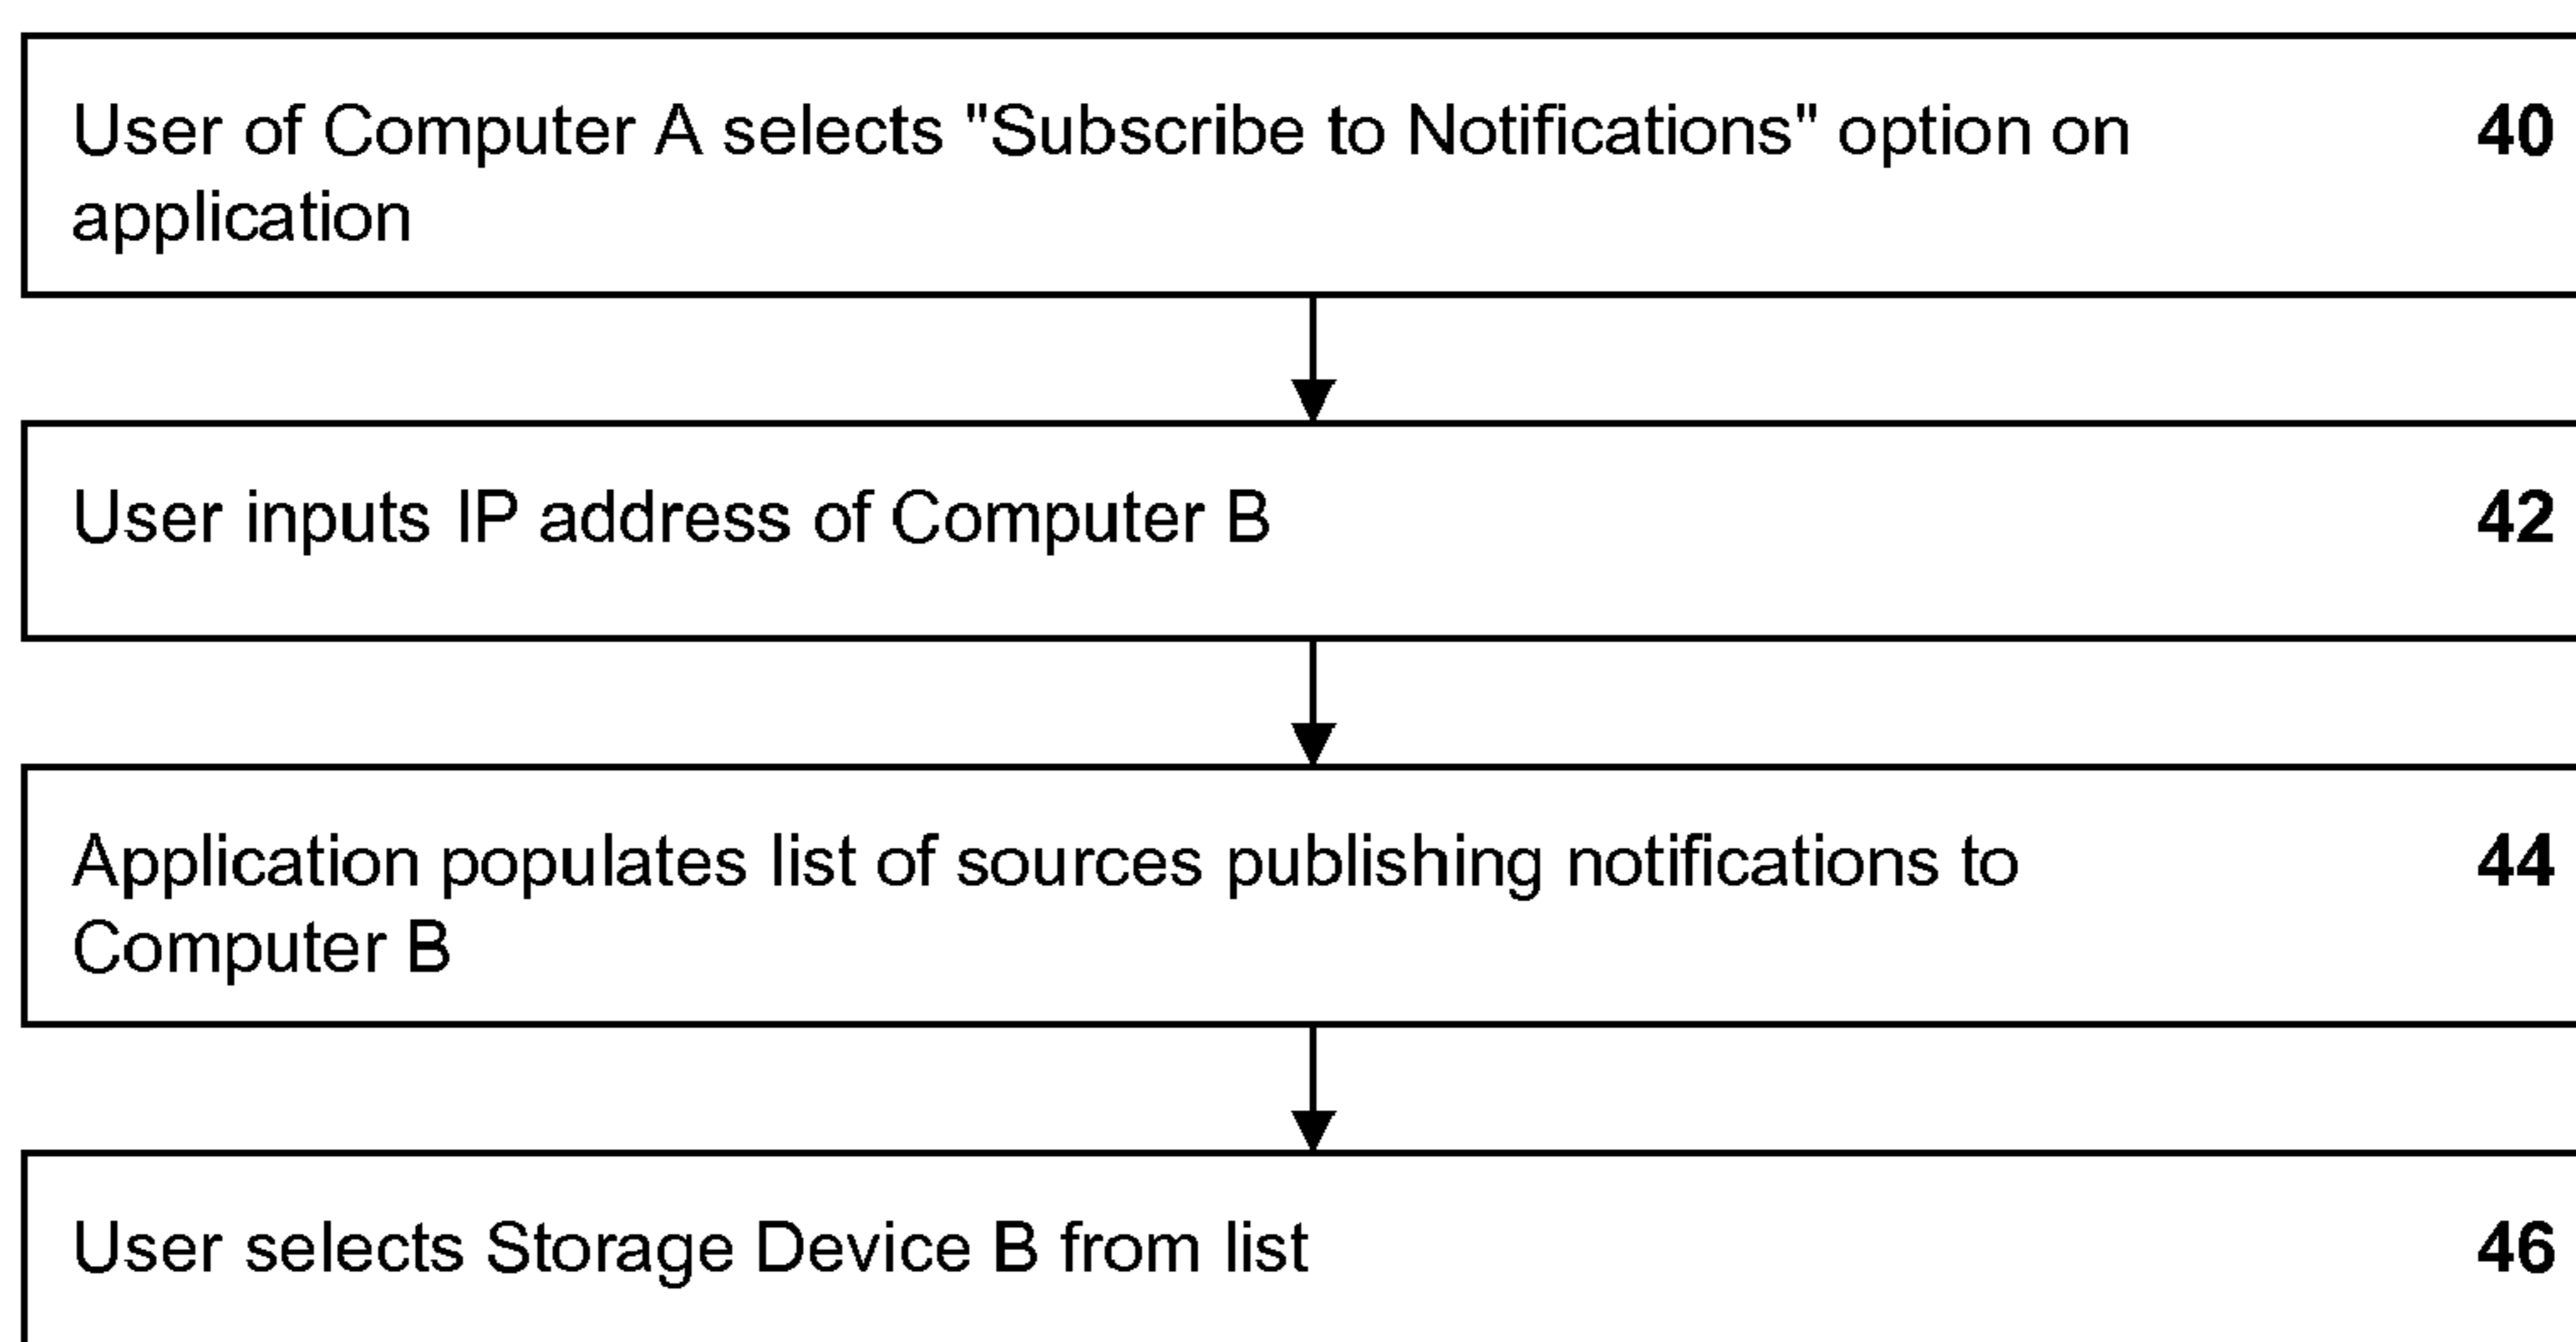 User of Computer A selects "Subscribe to Notifications" option on 40
application
User inputs IP address of Computer B 42
Application populates list of sources publishing notifications to 44
Computer B
User selects Storage Device B from list 46